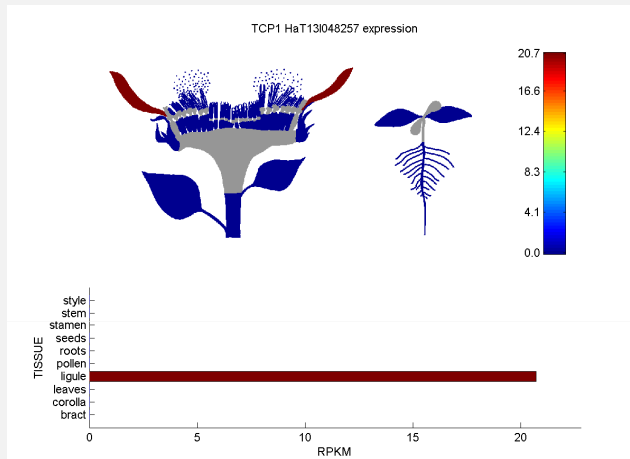 TCP1 HaT13l048257 expression
20.7
16.6
12.4
8.3
4.1
0.0
TISSUE
style
stem
stamen
seeds
roots
pollen
ligule
leaves
corolla
bract
0 5 10 15 20
RPKM